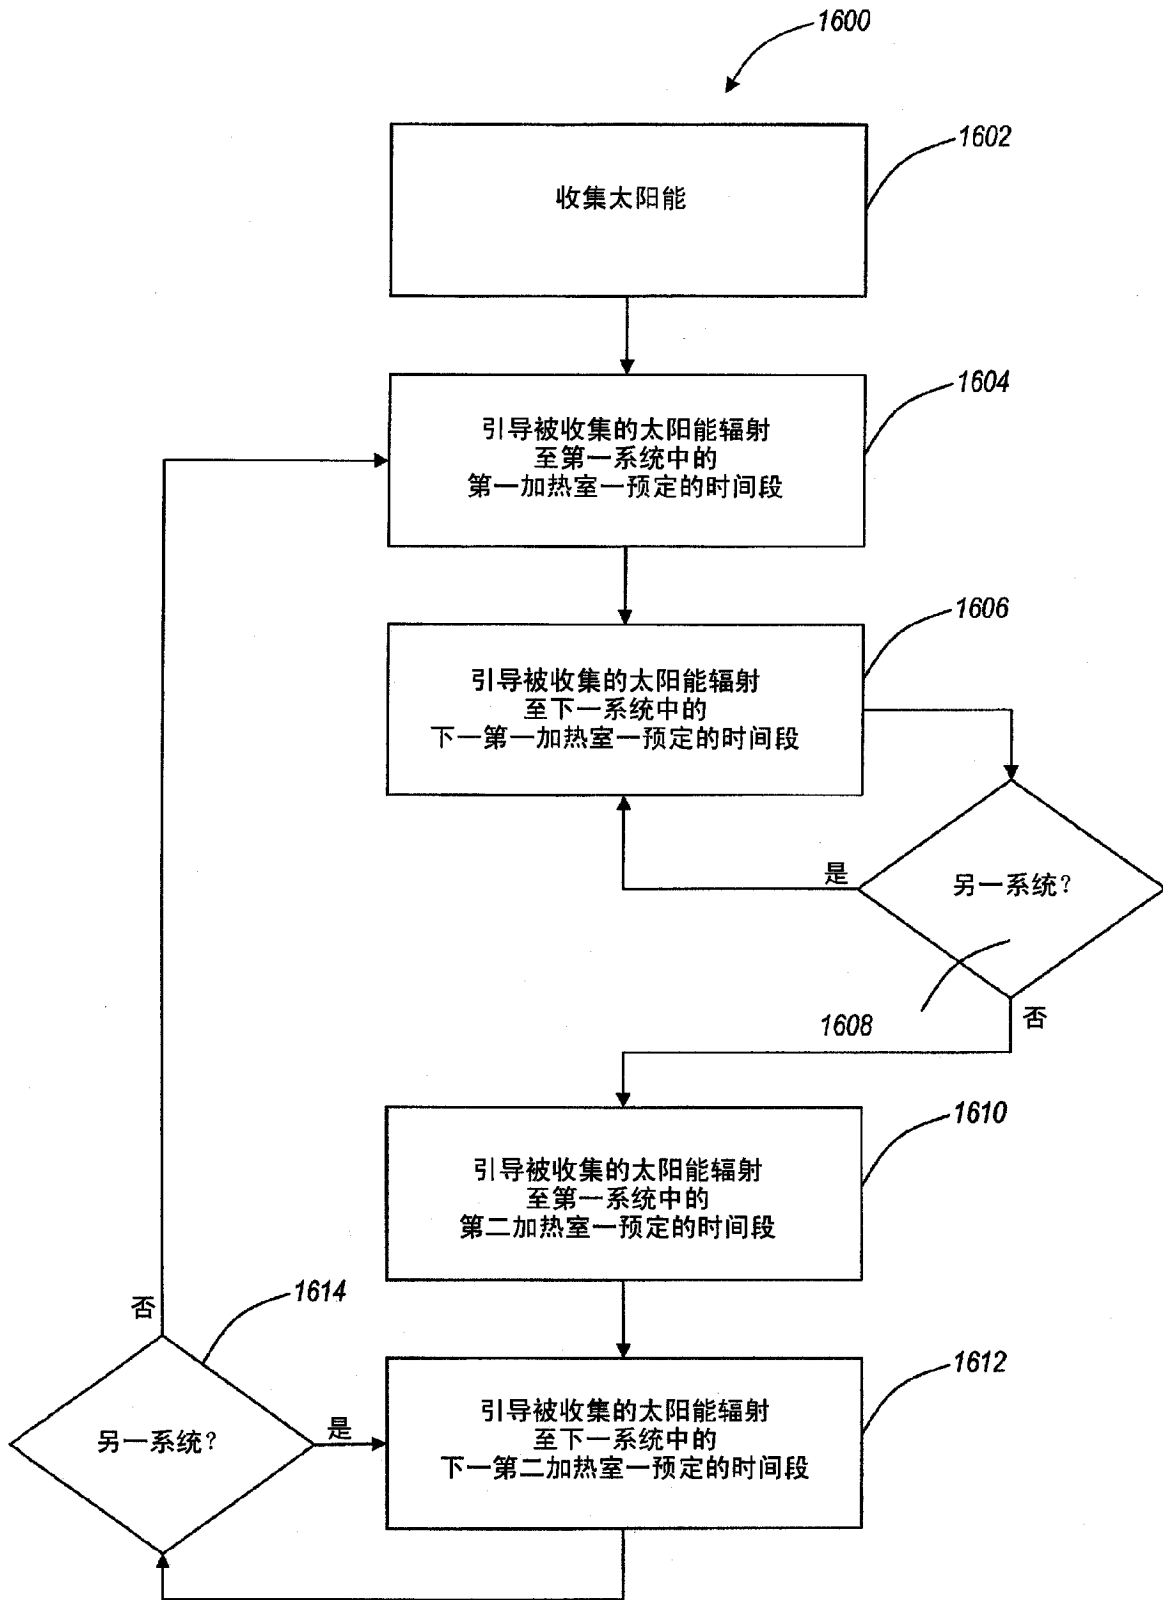 1600
1602
收集太阳能
1604
引导被收集的太阳能辐射
至第一系统中的
第一加热室一预定的时间段
1606
引导被收集的太阳能辐射
至下一系统中的
下一第一加热室一预定的时间段
是
另一系统？
1608
否
1610
引导被收集的太阳能辐射
至第一系统中的
第二加热室一预定的时间段
否
1614
1612
另一系统？
是
引导被收集的太阳能辐射
至下一系统中的
下一第二加热室一预定的时间段